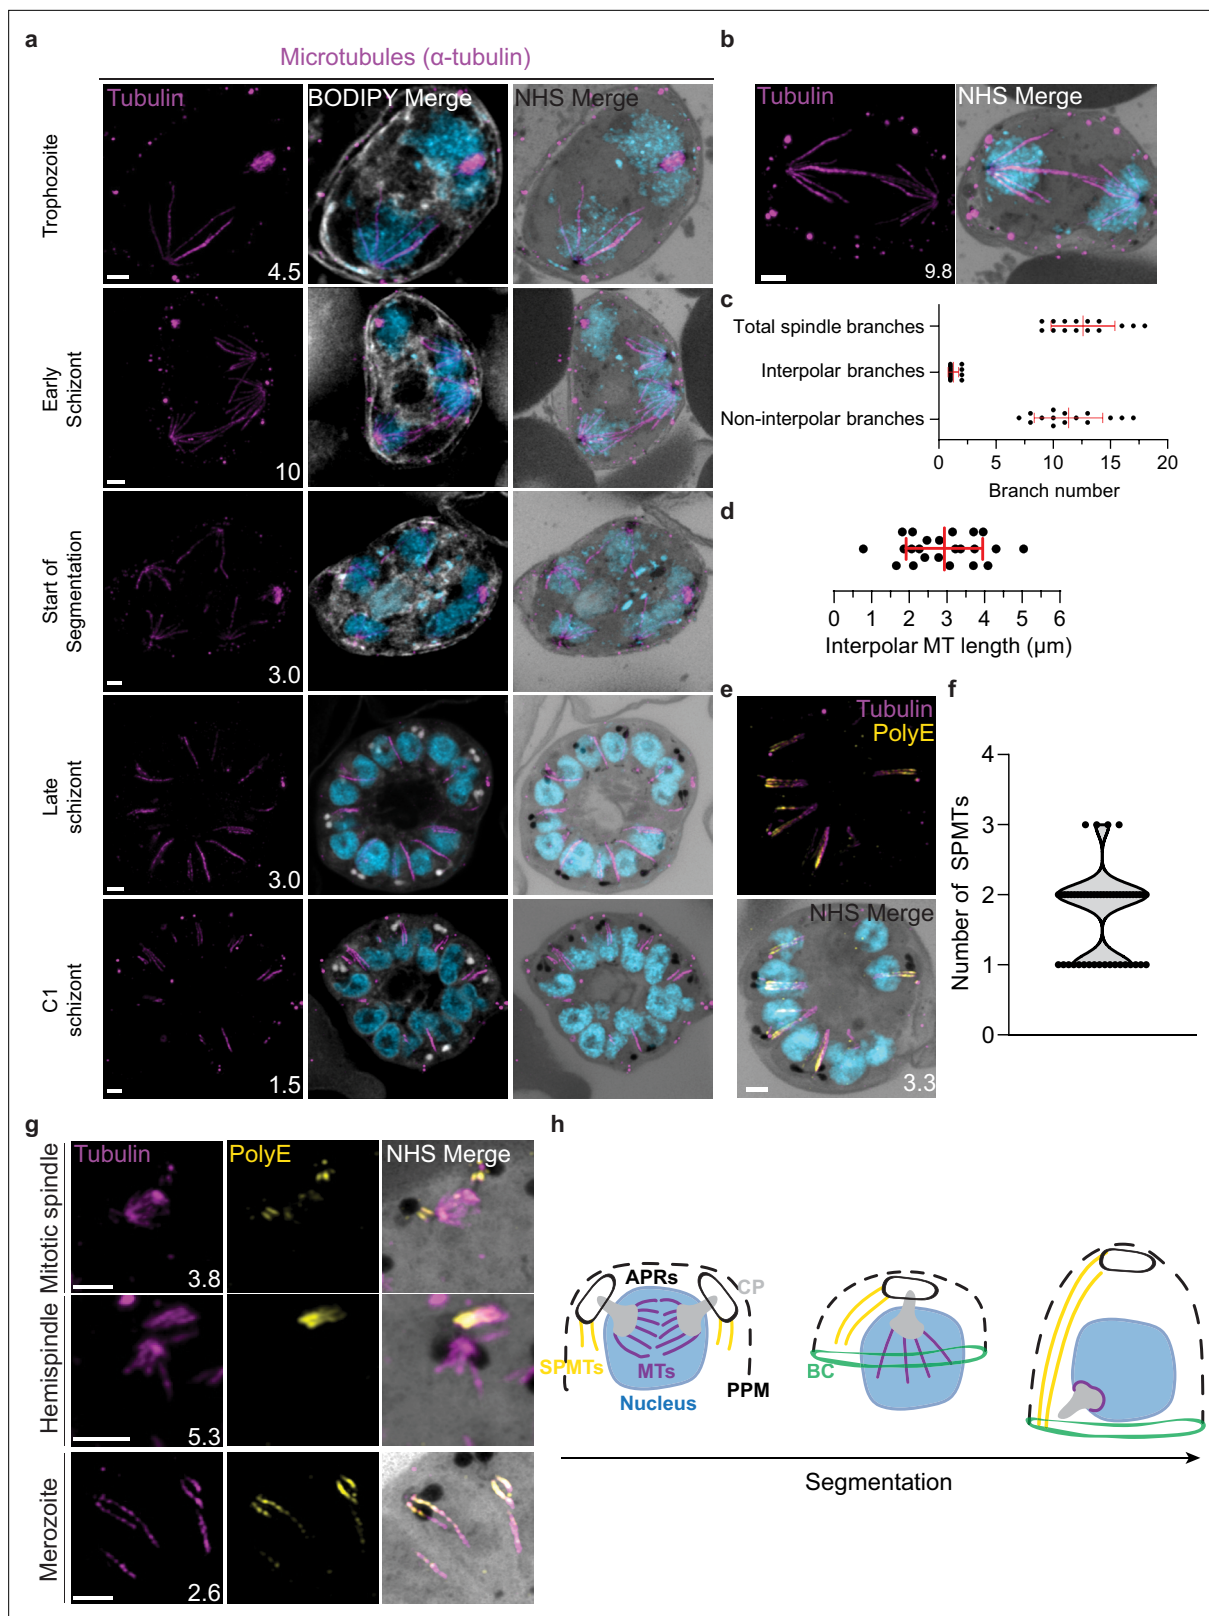 a
Microtubules (α-tubulin)
Tubulin
BODIPY Merge
NHS Merge
Trophozoite
4.5
Early
Schizont
10
Start of
Segmentation
3.0
Late
schizont
3.0
C1
schizont
1.5
b
Tubulin
NHS Merge
9.8
c
Total spindle branches
Interpolar branches
Non-interpolar branches
0 5 10 15 20
Branch number
d
0 1 2 3 4 5 6
Interpolar MT length (µm)
e
Tubulin
PolyE
NHS Merge
3.3
f
Number of SPMTs
4
3
2
1
0
g
Tubulin
PolyE
NHS Merge
Mitotic spindle
3.8
Hemispindle
5.3
Merozoite
2.6
h
APRs
CP
SPMTs
MTs
Nucleus
PPM
BC
Segmentation